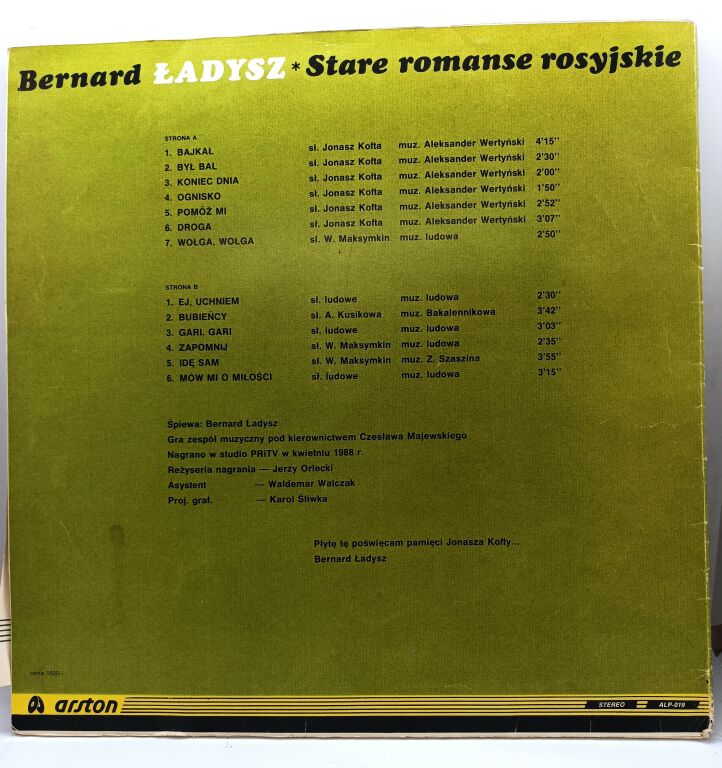 Bernard ŁADYSZ * Stare romanse rosyjskie
STRONA A
1. BAJKAŁ sł. Jonasz Kofta muz. Aleksander Wertyński 4'15''
2. BYŁ BAL sł. Jonasz Kofta muz. Aleksander Wertyński 2'30''
3. KONIEC DNIA sł. Jonasz Kofta muz. Aleksander Wertyński 2'00''
4. OGNISKO sł. Jonasz Kofta muz. Aleksander Wertyński 1'50''
5. POMÓŻ MI sł. Jonasz Kofta muz. Aleksander Wertyński 2'52''
6. DROGA sł. Jonasz Kofta muz. Aleksander Wertyński 3'07''
7. WOŁGA, WOŁGA sł. W. Maksymkin muz. ludowa 2'50''
STRONA B
1. EJ, UCHNIEM sł. ludowe muz. ludowa 2'30''
2. BUBIEŃCY sł. A. Kusikowa muz. Bakalennikowa 3'42''
3. GARI, GARI sł. ludowe muz. ludowa 3'03''
4. ZAPOMNIJ sł. W. Maksymkin muz. ludowa 2'35''
5. IDĘ SAM sł. W. Maksymkin muz. Z. Szaszina 3'55''
6. MÓW MI O MIŁOŚCI sł. ludowe muz. ludowa 3'15''
Śpiewa: Bernard Ładysz
Gra zespół muzyczny pod kierownictwem Czesława Majewskiego
Nagrano w studio PRiTV w kwietniu 1988 r.
Reżyseria nagrania — Jerzy Orlecki
Asystent — Waldemar Walczak
Proj. graf. — Karol Śliwka
Płytę tę poświęcam pamięci Jonasza Kofty...
Bernard Ładysz
cena 1500,-
arston STEREO ALP-019